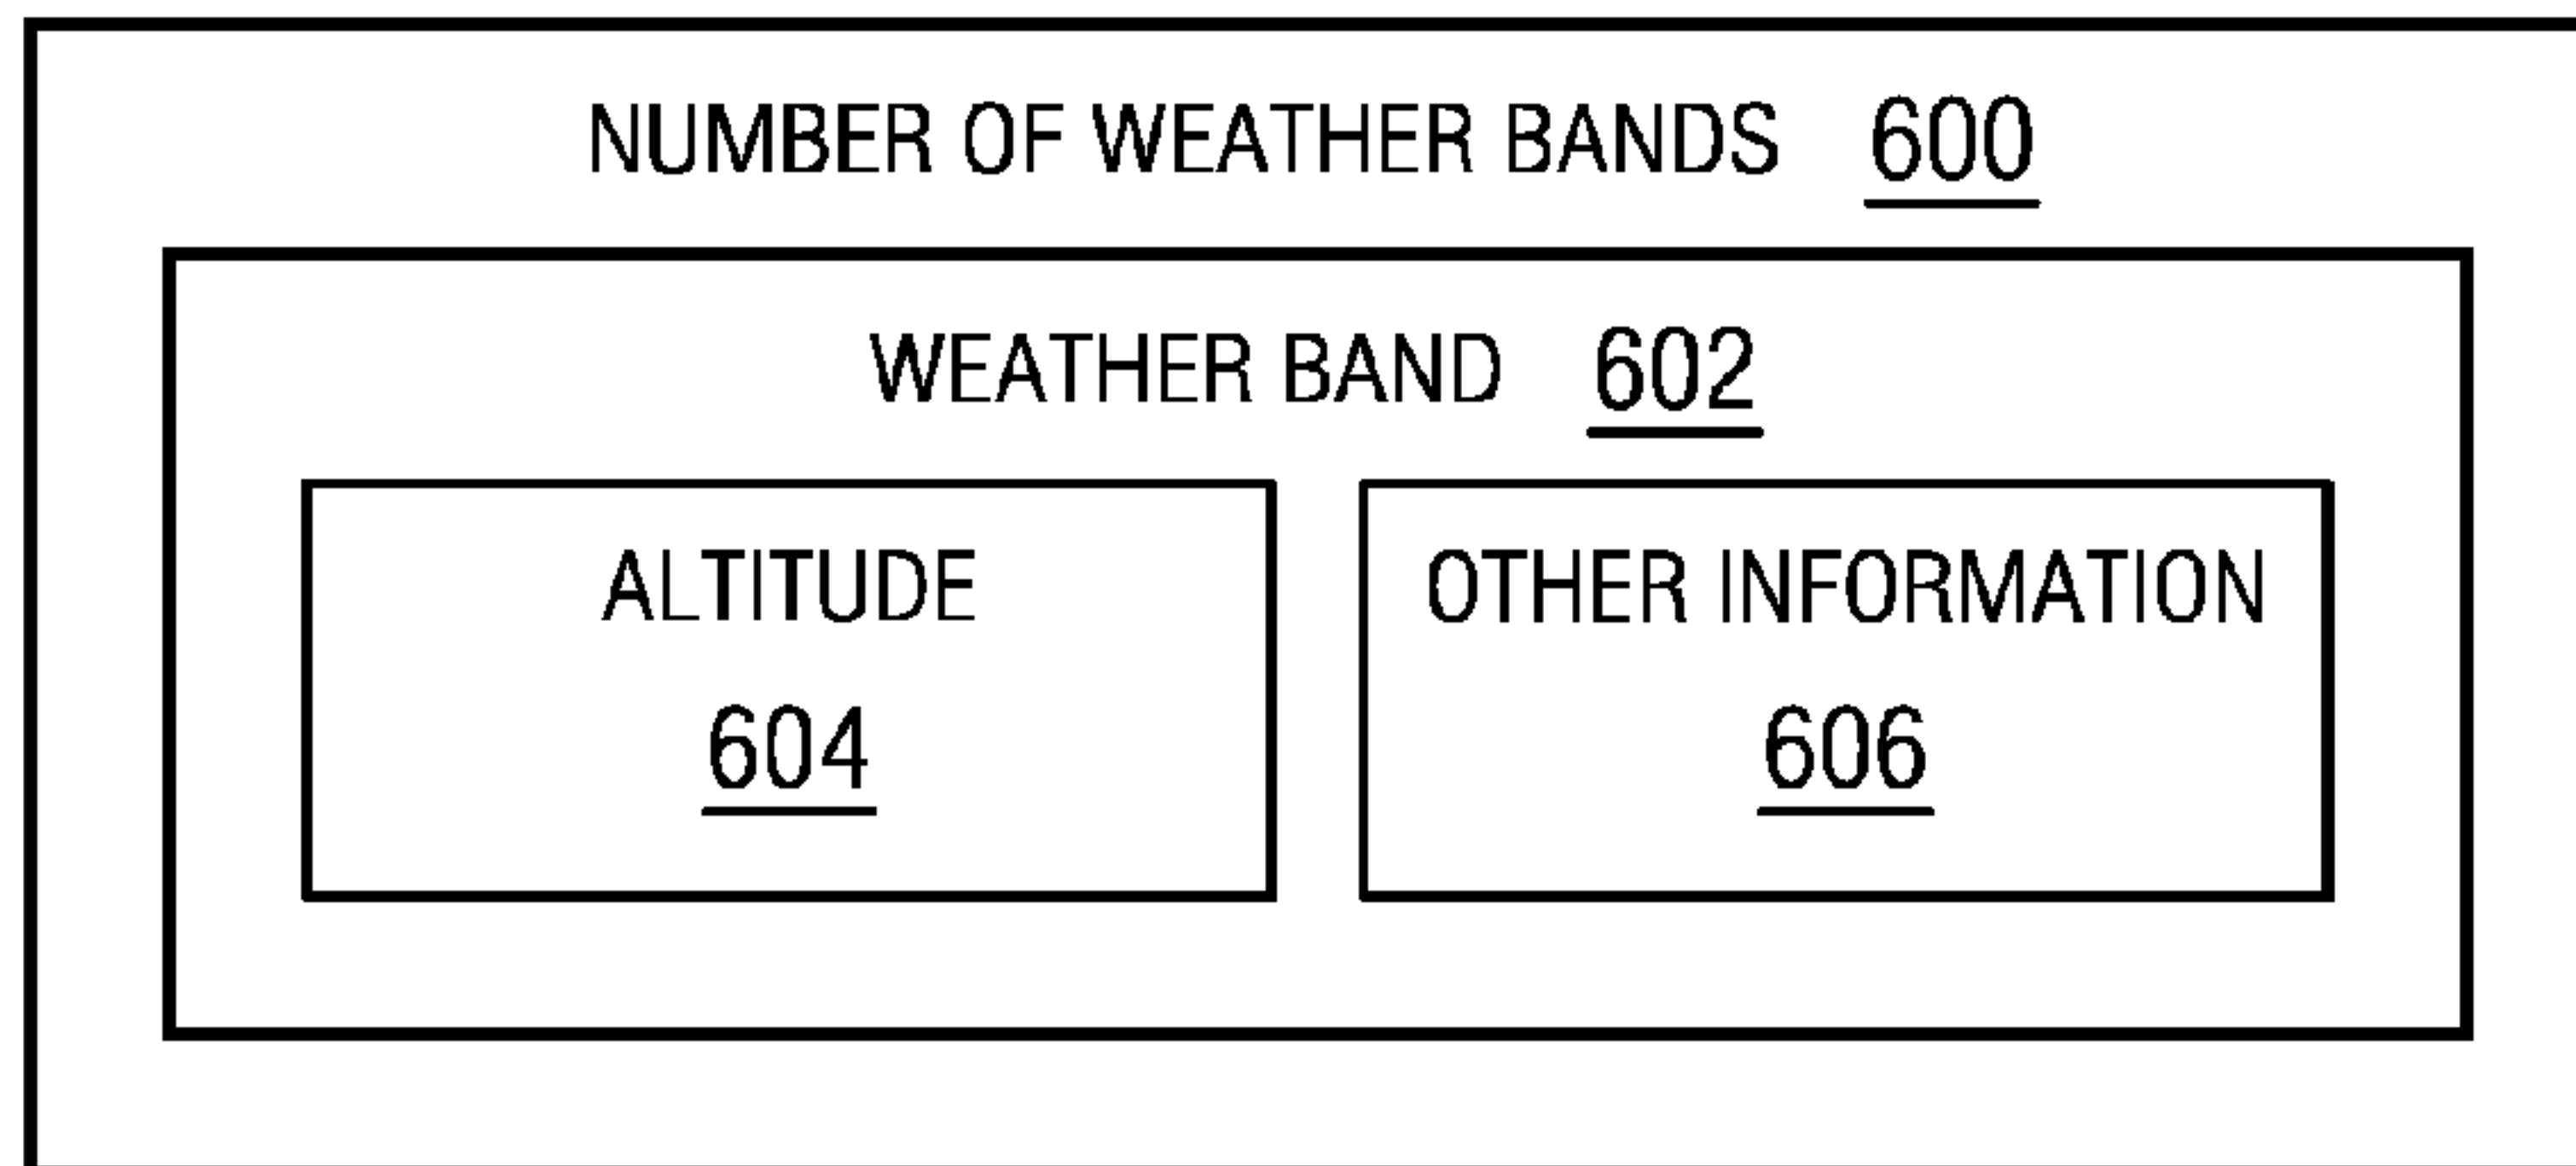 NUMBER OF WEATHER BANDS 600
WEATHER BAND 602
ALTITUDE
604
OTHER INFORMATION
606